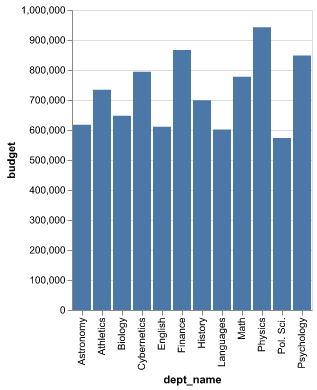 1,000,000
900,000
800,000
700,000
600,000
500,000
400,000
300,000
200,000
100,000
0
budget
Astronomy
Athletics
Biology
Cybernetics
English
Finance
History
Languages
Math
Physics
Pol. Sci.
Psychology
dept_name